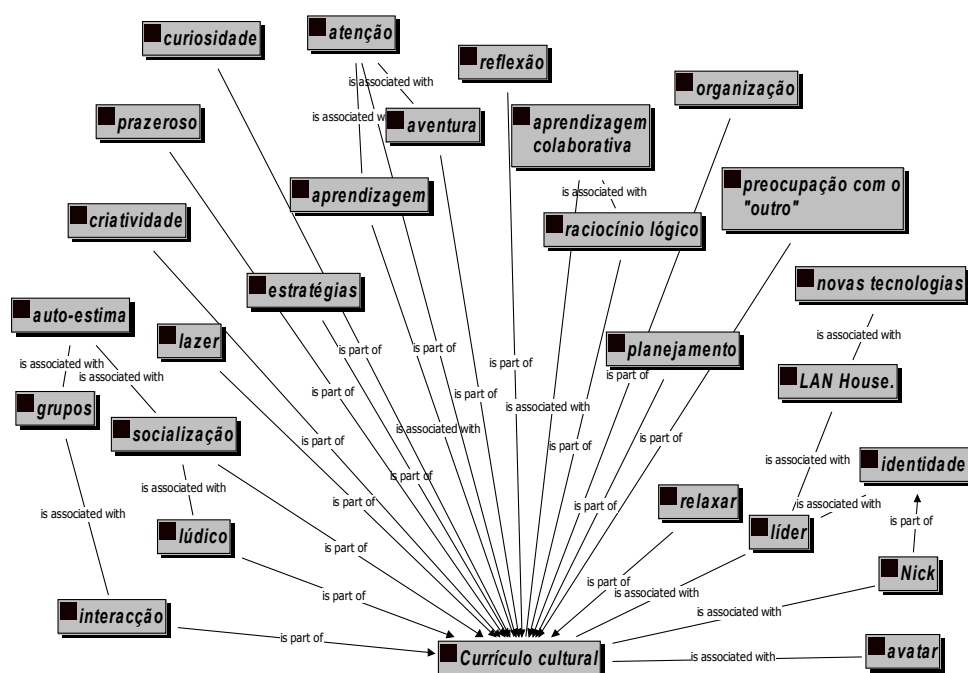 atenção
curiosidade
reflexão
is associated with
organização
prazeroso
is associated w
aventura
aprendizagem
colaborativa
aprendizagem
is associated with
preocupação com o
"outro"
criatividade
raciocínio lógico
estratégias
novas tecnologias
auto-estima
lazer
is associated with
is part of
planejamento
is associated with
is part of
is part of
is associated with
LAN House.
grupos
is part of
is associated with
socialização
is part of
is associated with
is part of
is associated with
identidade
is associated with
is part of
relaxar
is associated with
is associated with
lúdico
líder
is part of
is part of
Nick
is part of
is part of
is part of
is associated with
interacção
is associated with
is part of
Currículo cultural
is associated with
avatar